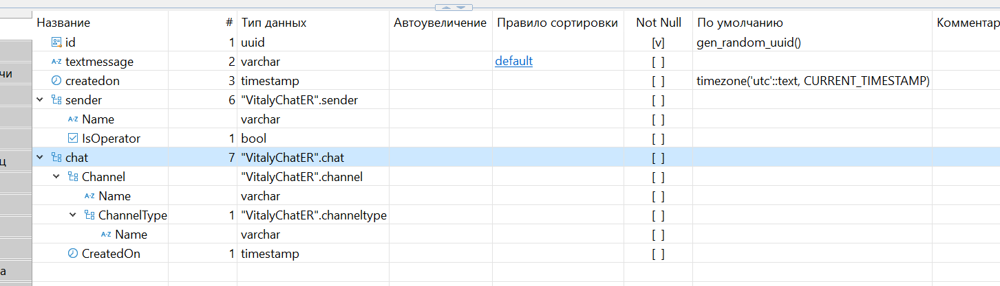 Название # Тип данных Автоувеличение Правило сортировки Not Null По умолчанию Комментар
id 1 uuid [v] gen_random_uuid()
A-Z textmessage 2 varchar default [ ]
чи
createdon 3 timestamp [ ] timezone('utc'::text, CURRENT_TIMESTAMP)
sender 6 "VitalyChatER".sender [ ]
A-Z Name varchar [ ]
IsOperator 1 bool [ ]
ц
chat 7 "VitalyChatER".chat [ ]
Channel "VitalyChatER".channel [ ]
A-Z Name varchar [ ]
ChannelType 1 "VitalyChatER".channeltype [ ]
A-Z Name varchar [ ]
CreatedOn 1 timestamp [ ]
а